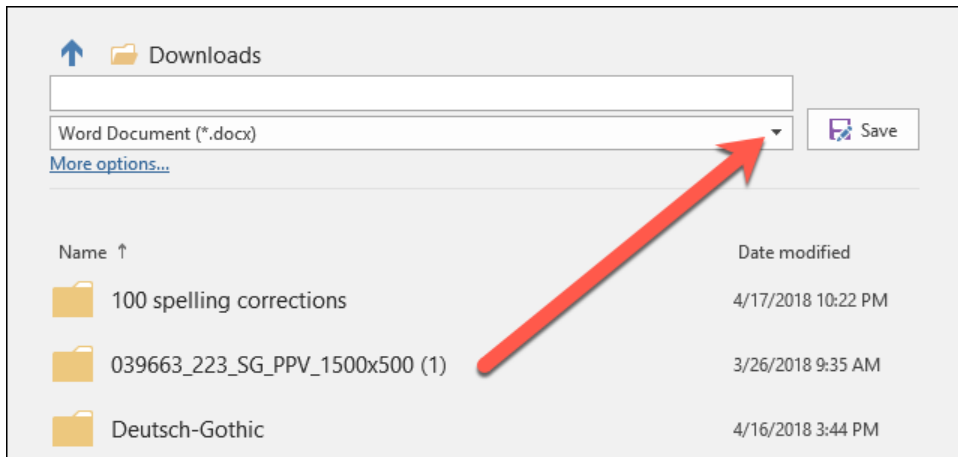 Downloads
Word Document (*.docx)
Save
More options...
Name ↑ Date modified
100 spelling corrections 4/17/2018 10:22 PM
039663_223_SG_PPV_1500x500 (1) 3/26/2018 9:35 AM
Deutsch-Gothic 4/16/2018 3:44 PM